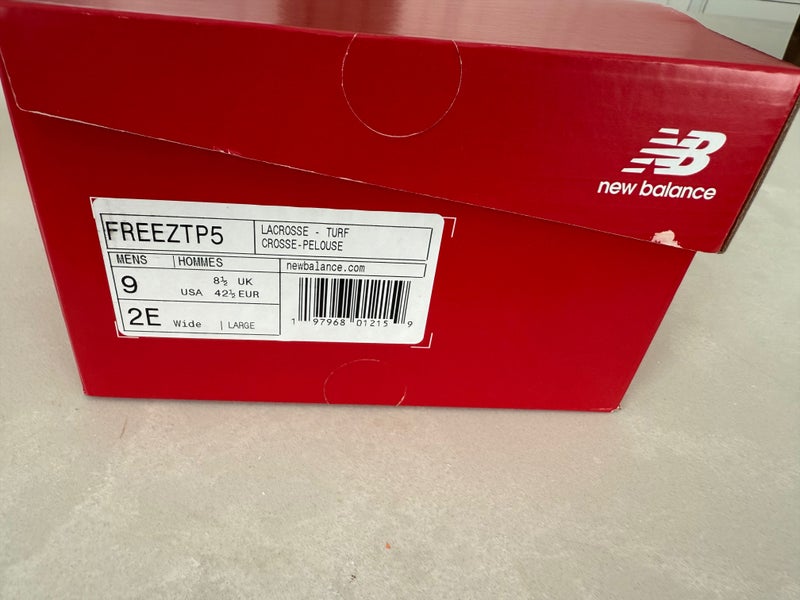 NB
new balance
FREEZTP5
LACROSSE - TURF
CROSSE-PELOUSE
MENS | HOMMES
newbalance.com
9
8½ UK
USA 42½ EUR
2E Wide | LARGE
1 97968 01215 9